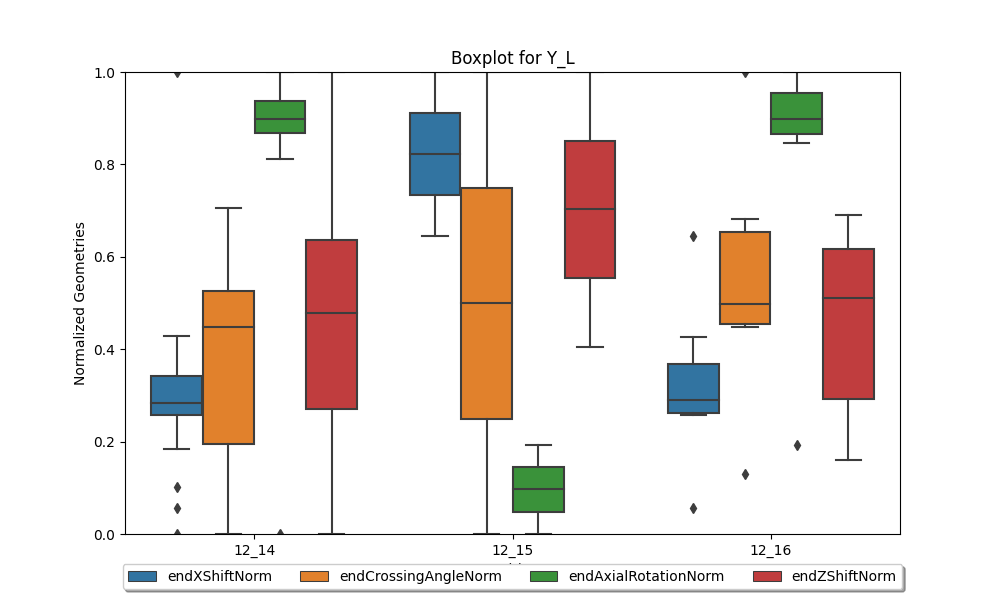 Boxplot for Y_L
Normalized Geometries
1.0
0.8
0.6
0.4
0.2
0.0
12_14 12_15 12_16
endXShiftNorm endCrossingAngleNorm endAxialRotationNorm endZShiftNorm